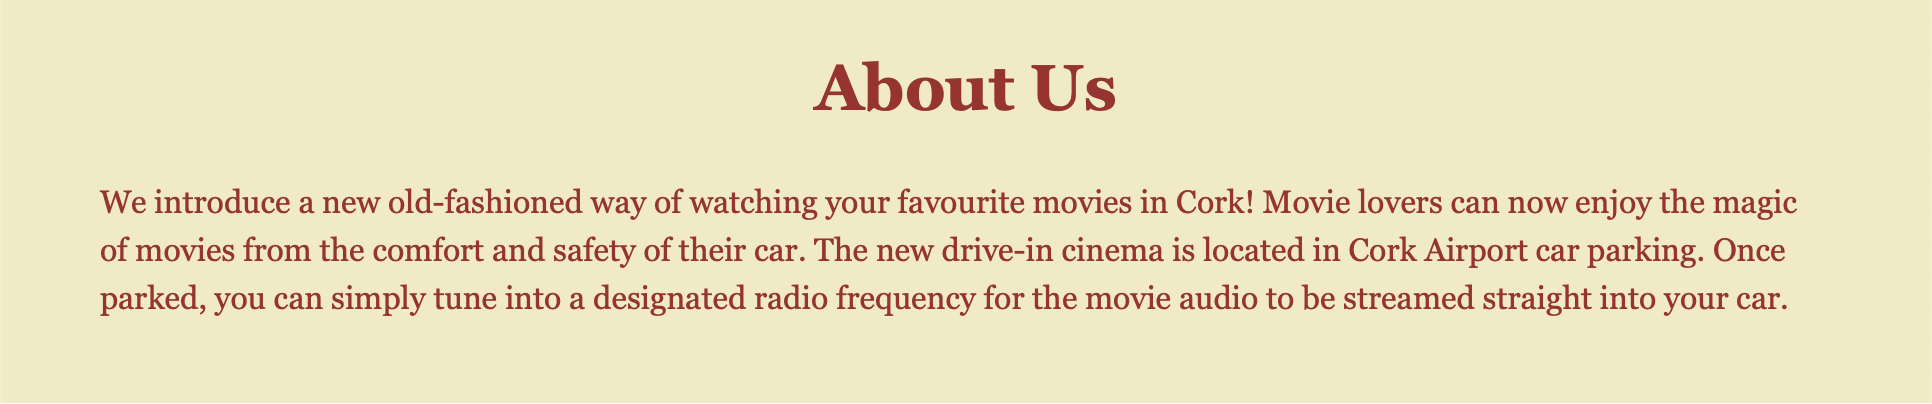 About Us
We introduce a new old-fashioned way of watching your favourite movies in Cork! Movie lovers can now enjoy the magic
of movies from the comfort and safety of their car. The new drive-in cinema is located in Cork Airport car parking. Once
parked, you can simply tune into a designated radio frequency for the movie audio to be streamed straight into your car.